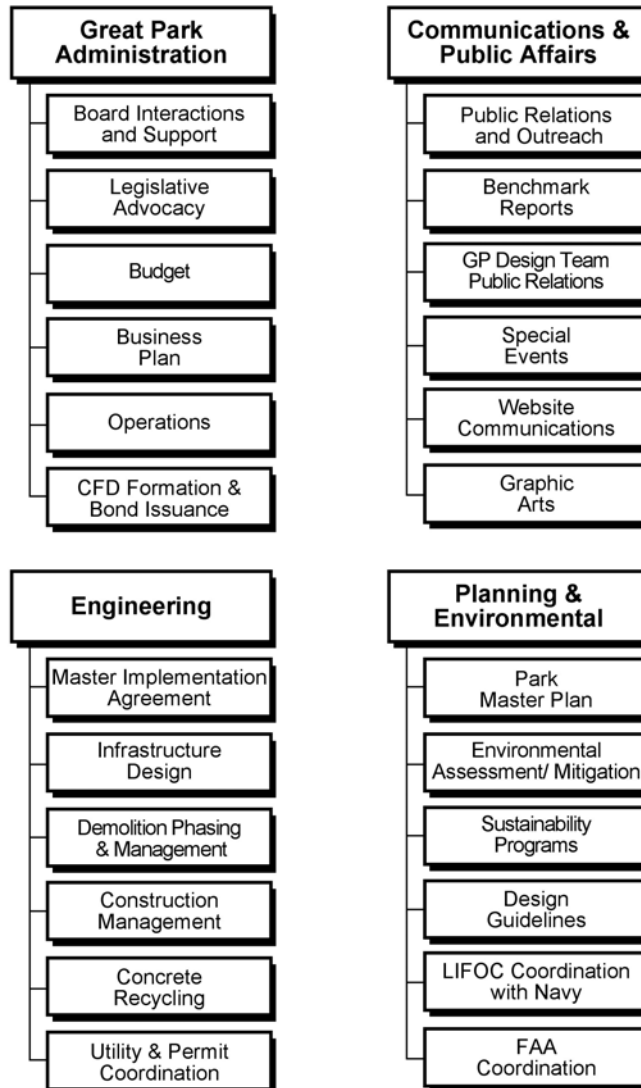 Great Park
Administration
Board Interactions
and Support
Legislative
Advocacy
Budget
Business
Plan
Operations
CFD Formation &
Bond Issuance
Communications &
Public Affairs
Public Relations
and Outreach
Benchmark
Reports
GP Design Team
Public Relations
Special
Events
Website
Communications
Graphic
Arts
Engineering
Master Implementation
Agreement
Infrastructure
Design
Demolition Phasing
& Management
Construction
Management
Concrete
Recycling
Utility & Permit
Coordination
Planning &
Environmental
Park
Master Plan
Environmental
Assessment/ Mitigation
Sustainability
Programs
Design
Guidelines
LIFOC Coordination
with Navy
FAA
Coordination